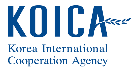 KOICA
Korea International
Cooperation Agency